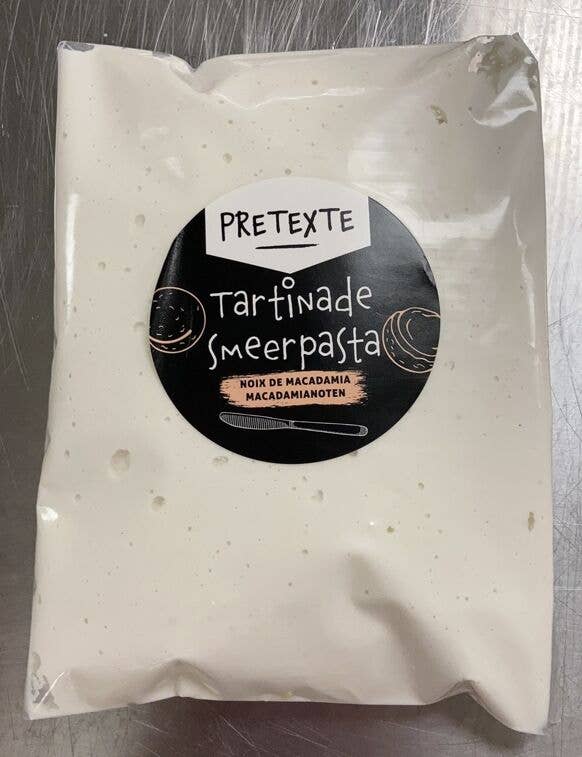 PRETEXTE
Tartinade
Smeerpasta
NOIX DE MACADAMIA
MACADAMIANOTEN